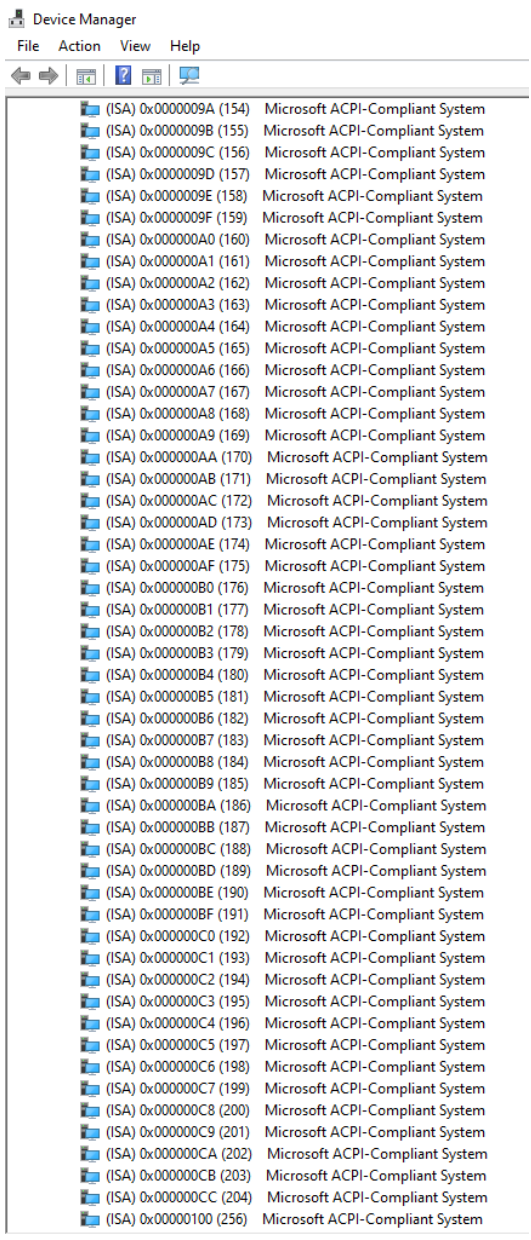 Device Manager
File Action View Help
(ISA) 0x0000009A (154) Microsoft ACPI-Compliant System
(ISA) 0x0000009B (155) Microsoft ACPI-Compliant System
(ISA) 0x0000009C (156) Microsoft ACPI-Compliant System
(ISA) 0x0000009D (157) Microsoft ACPI-Compliant System
(ISA) 0x0000009E (158) Microsoft ACPI-Compliant System
(ISA) 0x0000009F (159) Microsoft ACPI-Compliant System
(ISA) 0x000000A0 (160) Microsoft ACPI-Compliant System
(ISA) 0x000000A1 (161) Microsoft ACPI-Compliant System
(ISA) 0x000000A2 (162) Microsoft ACPI-Compliant System
(ISA) 0x000000A3 (163) Microsoft ACPI-Compliant System
(ISA) 0x000000A4 (164) Microsoft ACPI-Compliant System
(ISA) 0x000000A5 (165) Microsoft ACPI-Compliant System
(ISA) 0x000000A6 (166) Microsoft ACPI-Compliant System
(ISA) 0x000000A7 (167) Microsoft ACPI-Compliant System
(ISA) 0x000000A8 (168) Microsoft ACPI-Compliant System
(ISA) 0x000000A9 (169) Microsoft ACPI-Compliant System
(ISA) 0x000000AA (170) Microsoft ACPI-Compliant System
(ISA) 0x000000AB (171) Microsoft ACPI-Compliant System
(ISA) 0x000000AC (172) Microsoft ACPI-Compliant System
(ISA) 0x000000AD (173) Microsoft ACPI-Compliant System
(ISA) 0x000000AE (174) Microsoft ACPI-Compliant System
(ISA) 0x000000AF (175) Microsoft ACPI-Compliant System
(ISA) 0x000000B0 (176) Microsoft ACPI-Compliant System
(ISA) 0x000000B1 (177) Microsoft ACPI-Compliant System
(ISA) 0x000000B2 (178) Microsoft ACPI-Compliant System
(ISA) 0x000000B3 (179) Microsoft ACPI-Compliant System
(ISA) 0x000000B4 (180) Microsoft ACPI-Compliant System
(ISA) 0x000000B5 (181) Microsoft ACPI-Compliant System
(ISA) 0x000000B6 (182) Microsoft ACPI-Compliant System
(ISA) 0x000000B7 (183) Microsoft ACPI-Compliant System
(ISA) 0x000000B8 (184) Microsoft ACPI-Compliant System
(ISA) 0x000000B9 (185) Microsoft ACPI-Compliant System
(ISA) 0x000000BA (186) Microsoft ACPI-Compliant System
(ISA) 0x000000BB (187) Microsoft ACPI-Compliant System
(ISA) 0x000000BC (188) Microsoft ACPI-Compliant System
(ISA) 0x000000BD (189) Microsoft ACPI-Compliant System
(ISA) 0x000000BE (190) Microsoft ACPI-Compliant System
(ISA) 0x000000BF (191) Microsoft ACPI-Compliant System
(ISA) 0x000000C0 (192) Microsoft ACPI-Compliant System
(ISA) 0x000000C1 (193) Microsoft ACPI-Compliant System
(ISA) 0x000000C2 (194) Microsoft ACPI-Compliant System
(ISA) 0x000000C3 (195) Microsoft ACPI-Compliant System
(ISA) 0x000000C4 (196) Microsoft ACPI-Compliant System
(ISA) 0x000000C5 (197) Microsoft ACPI-Compliant System
(ISA) 0x000000C6 (198) Microsoft ACPI-Compliant System
(ISA) 0x000000C7 (199) Microsoft ACPI-Compliant System
(ISA) 0x000000C8 (200) Microsoft ACPI-Compliant System
(ISA) 0x000000C9 (201) Microsoft ACPI-Compliant System
(ISA) 0x000000CA (202) Microsoft ACPI-Compliant System
(ISA) 0x000000CB (203) Microsoft ACPI-Compliant System
(ISA) 0x000000CC (204) Microsoft ACPI-Compliant System
(ISA) 0x00000100 (256) Microsoft ACPI-Compliant System